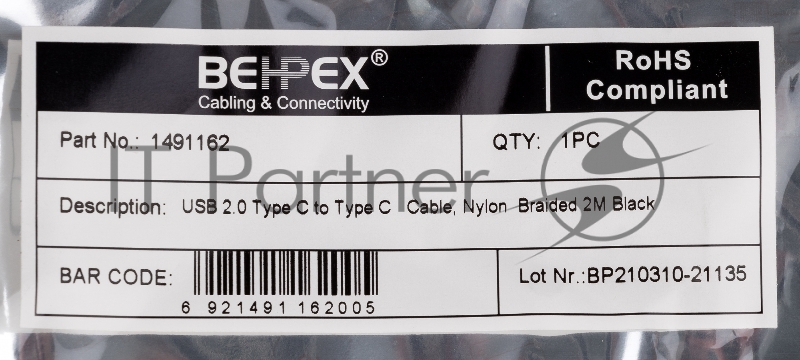 BEHPEX®
Cabling & Connectivity
RoHS
Compliant
Part No.: 1491162
QTY: 1PC
IT Partner
Description: USB 2.0 Type C to Type C Cable, Nylon Braided 2M Black
BAR CODE:
6 921491 162005
Lot Nr.:BP210310-21135